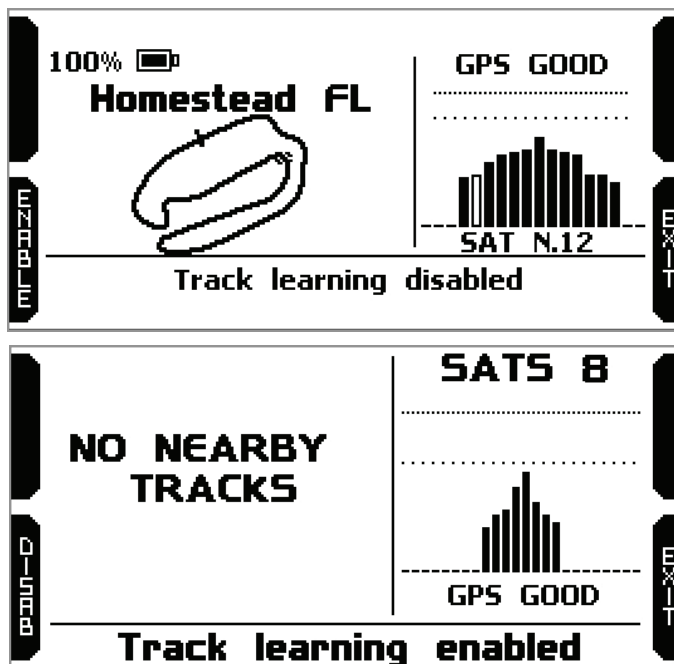 100%
GPS GOOD
Homestead FL
SAT N.12
ENABLE
EXIT
Track learning disabled
SATS 8
NO NEARBY
TRACKS
GPS GOOD
DISAB
EXIT
Track learning enabled